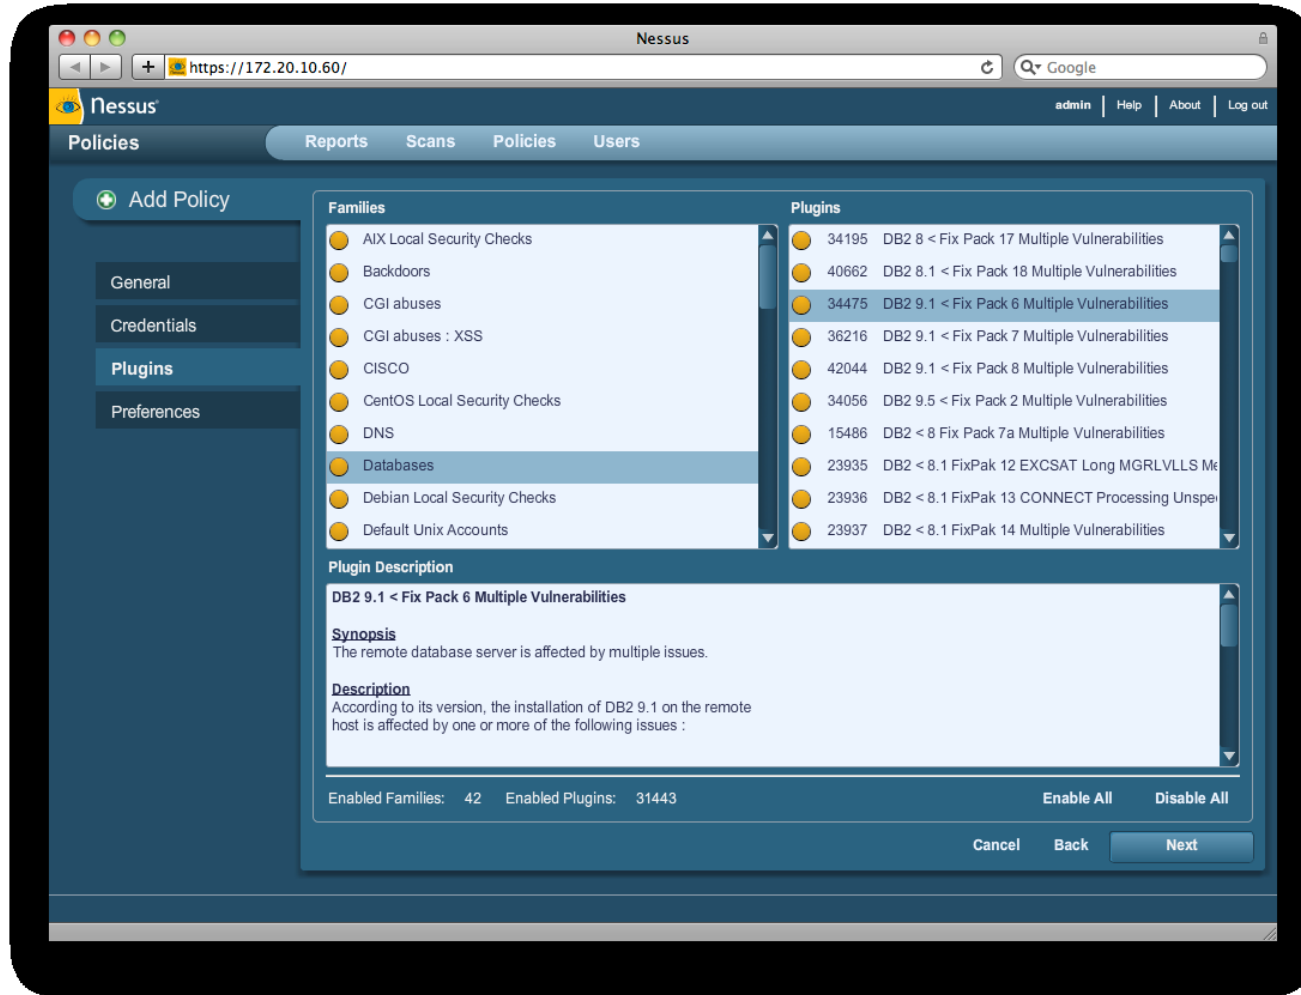 Nessus
+ https://172.20.10.60/ Google
Nessus
admin | Help | About | Log out
Policies Reports Scans Policies Users
Add Policy
General
Credentials
Plugins
Preferences
Families
AIX Local Security Checks
Backdoors
CGI abuses
CGI abuses : XSS
CISCO
CentOS Local Security Checks
DNS
Databases
Debian Local Security Checks
Default Unix Accounts
Plugins
34195 DB2 8 < Fix Pack 17 Multiple Vulnerabilities
40662 DB2 8.1 < Fix Pack 18 Multiple Vulnerabilities
34475 DB2 9.1 < Fix Pack 6 Multiple Vulnerabilities
36216 DB2 9.1 < Fix Pack 7 Multiple Vulnerabilities
42044 DB2 9.1 < Fix Pack 8 Multiple Vulnerabilities
34056 DB2 9.5 < Fix Pack 2 Multiple Vulnerabilities
15486 DB2 < 8 Fix Pack 7a Multiple Vulnerabilities
23935 DB2 < 8.1 FixPak 12 EXCSAT Long MGRLVLLS Me
23936 DB2 < 8.1 FixPak 13 CONNECT Processing Unspe
23937 DB2 < 8.1 FixPak 14 Multiple Vulnerabilities
Plugin Description
DB2 9.1 < Fix Pack 6 Multiple Vulnerabilities
Synopsis
The remote database server is affected by multiple issues.
Description
According to its version, the installation of DB2 9.1 on the remote
host is affected by one or more of the following issues :
Enabled Families: 42 Enabled Plugins: 31443 Enable All Disable All
Cancel Back Next